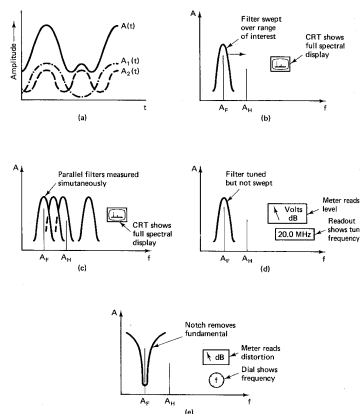 Amplitude
A(t)
A1(t)
A2(t)
t
(a)
A
Filter swept
over range
of interest
CRT shows
full spectral
display
AF
AH
f
(b)
A
Parallel filters measured
simutaneously
CRT shows
full spectral
display
AF
AH
f
(c)
A
Filter tuned
but not swept
Volts
dB
Meter reads
level
20.0 MHz
Readout
shows tun
frequency
AF
AH
f
(d)
A
Notch removes
fundamental
dB
Meter reads
distortion
f
Dial shows
frequency
AF
AH
f
(e)